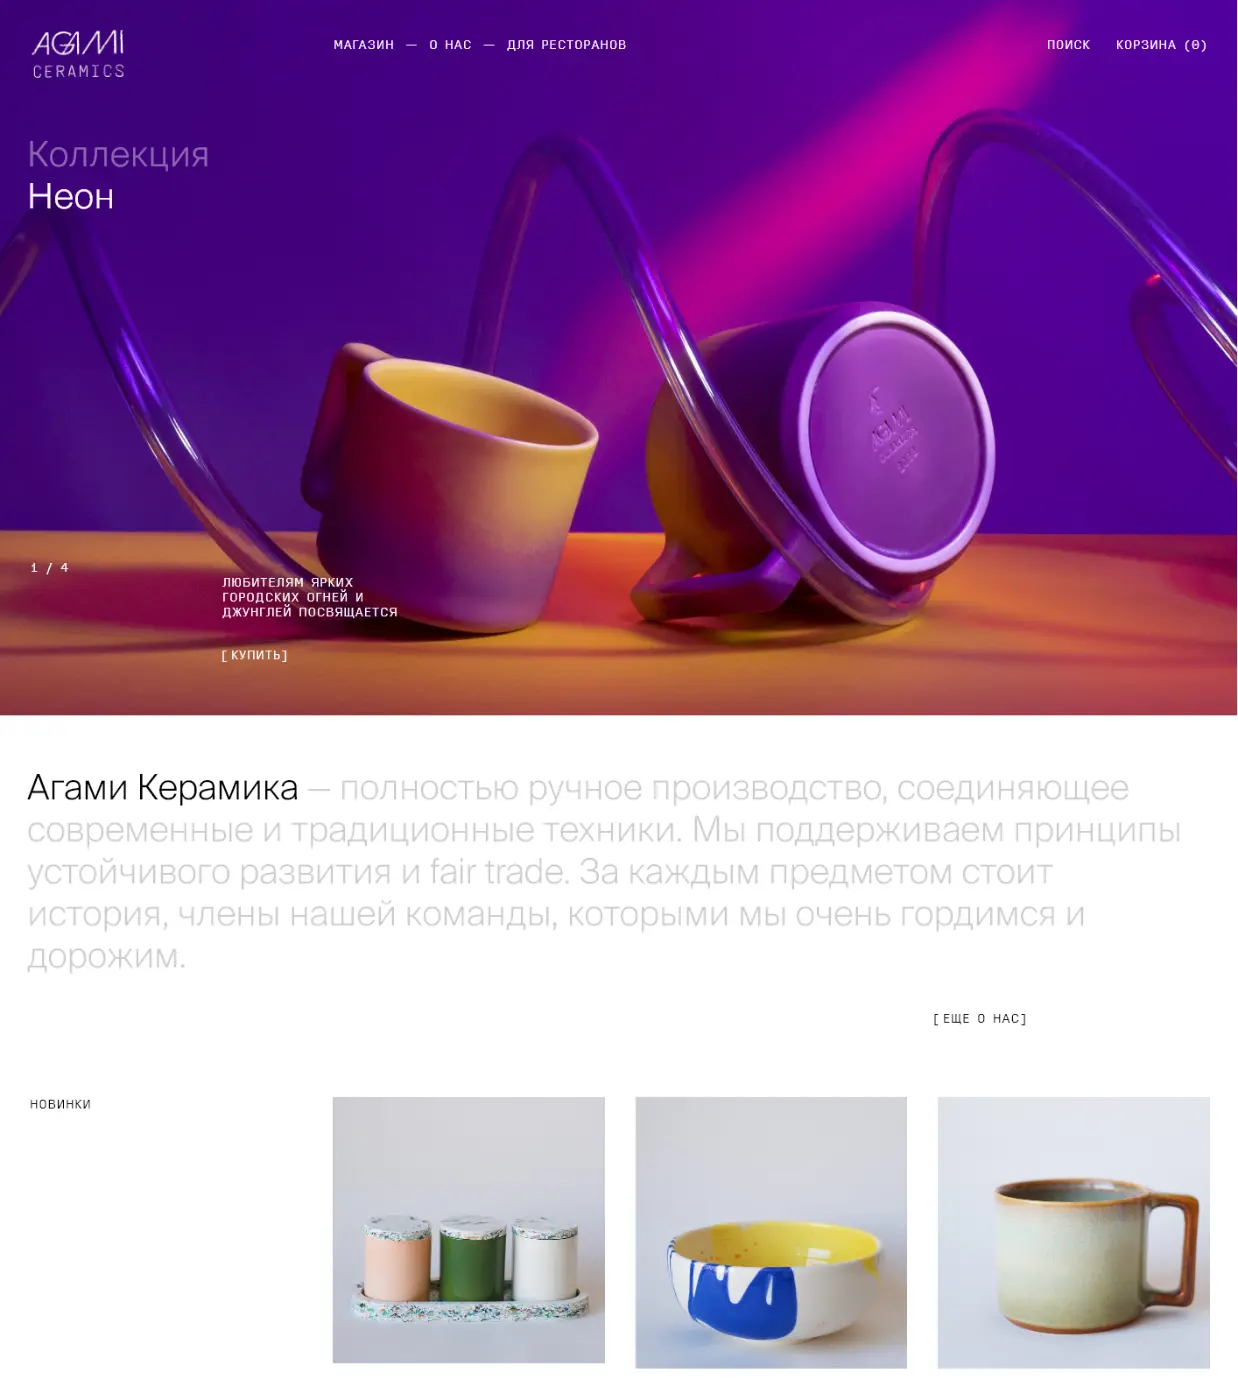 AGAMI
CERAMICS
МАГАЗИН — О НАС — ДЛЯ РЕСТОРАНОВ
ПОИСК КОРЗИНА (0)
Коллекция
Неон
AGAMI
CERAMICS
1 / 4
ЛЮБИТЕЛЯМ ЯРКИХ
ГОРОДСКИХ ОГНЕЙ И
ДЖУНГЛЕЙ ПОСВЯЩАЕТСЯ
[КУПИТЬ]
Агами Керамика — полностью ручное производство, соединяющее
современные и традиционные техники. Мы поддерживаем принципы
устойчивого развития и fair trade. За каждым предметом стоит
история, члены нашей команды, которыми мы очень гордимся и
дорожим.
[ЕЩЕ О НАС]
НОВИНКИ